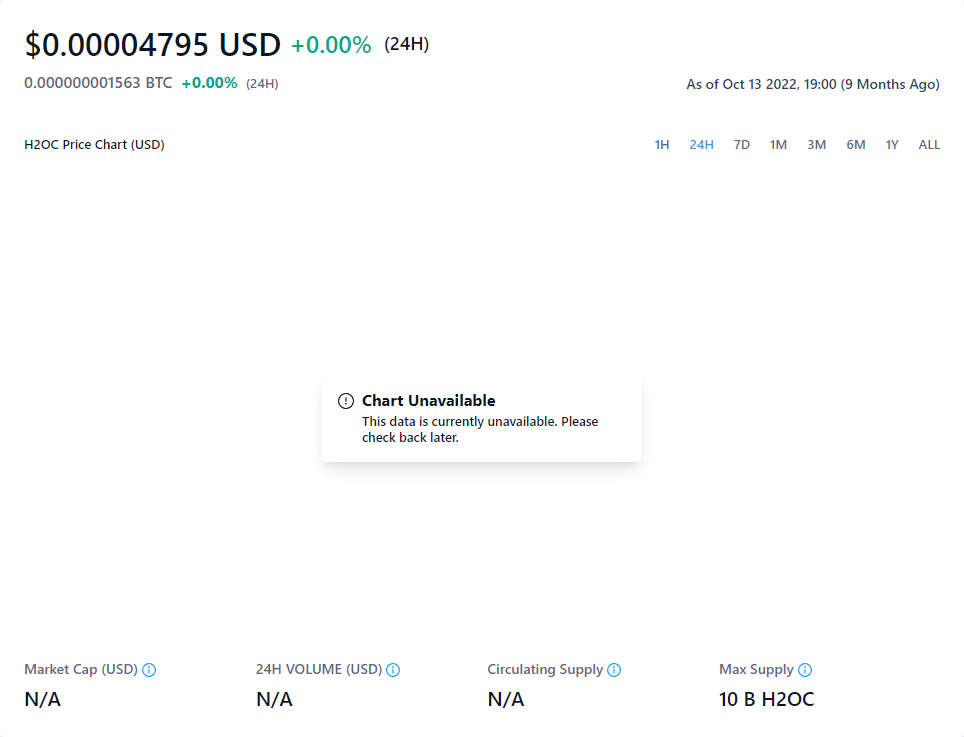 $0.00004795 USD +0.00% (24H)
0.000000001563 BTC +0.00% (24H)
As of Oct 13 2022, 19:00 (9 Months Ago)
H2OC Price Chart (USD)
1H 24H 7D 1M 3M 6M 1Y ALL
Chart Unavailable
This data is currently unavailable. Please
check back later.
Market Cap (USD)
N/A
24H VOLUME (USD)
N/A
Circulating Supply
N/A
Max Supply
10 B H2OC